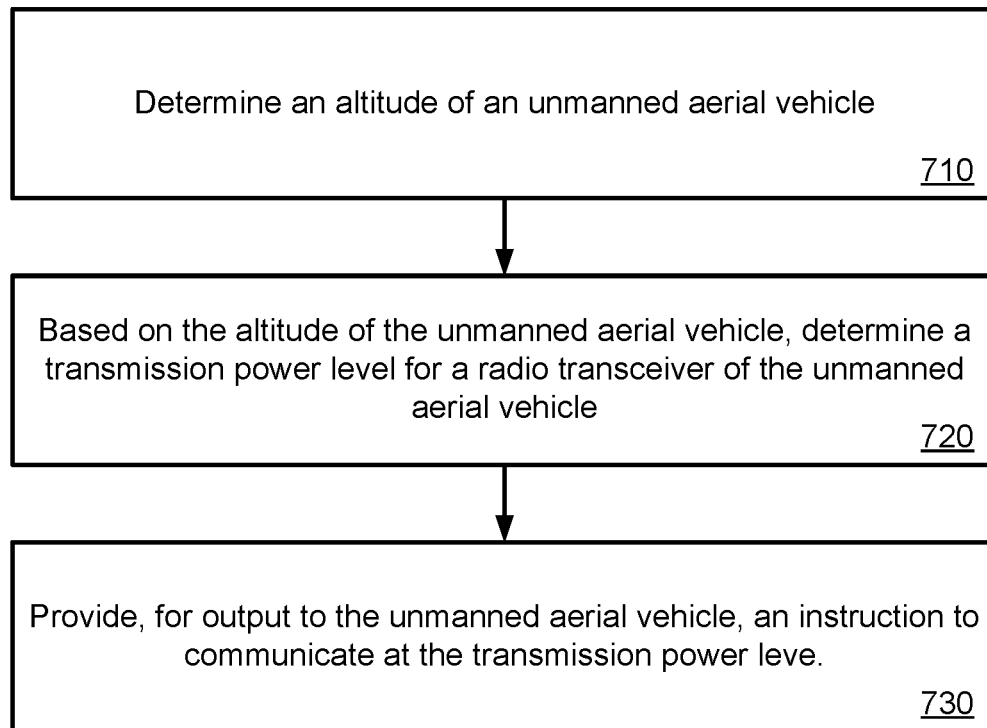 Determine an altitude of an unmanned aerial vehicle
710
Based on the altitude of the unmanned aerial vehicle, determine a
transmission power level for a radio transceiver of the unmanned
aerial vehicle
720
Provide, for output to the unmanned aerial vehicle, an instruction to
communicate at the transmission power leve.
730